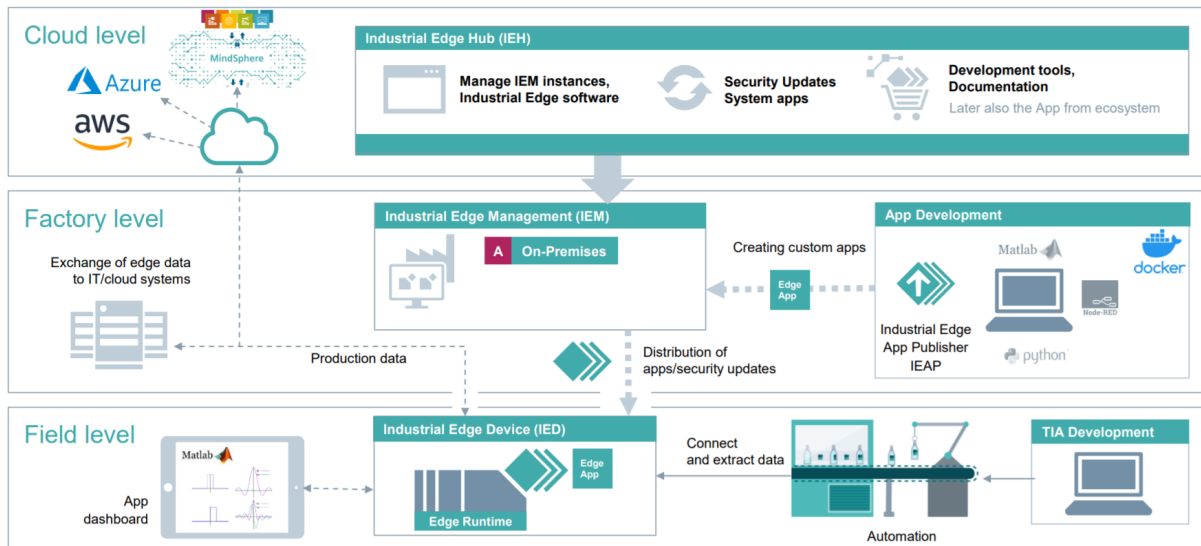 Cloud level
MindSphere
Azure
aws
Industrial Edge Hub (IEH)
Manage IEM instances,
Industrial Edge software
Security Updates
System apps
Development tools,
Documentation
Later also the App from ecosystem
Factory level
Exchange of edge data
to IT/cloud systems
Production data
Industrial Edge Management (IEM)
A On-Premises
Creating custom apps
Edge
App
Distribution of
apps/security updates
App Development
Matlab
docker
Node-RED
python
Industrial Edge
App Publisher
IEAP
Field level
Matlab
App
dashboard
Industrial Edge Device (IED)
Edge
App
Edge Runtime
Connect
and extract data
Automation
TIA Development